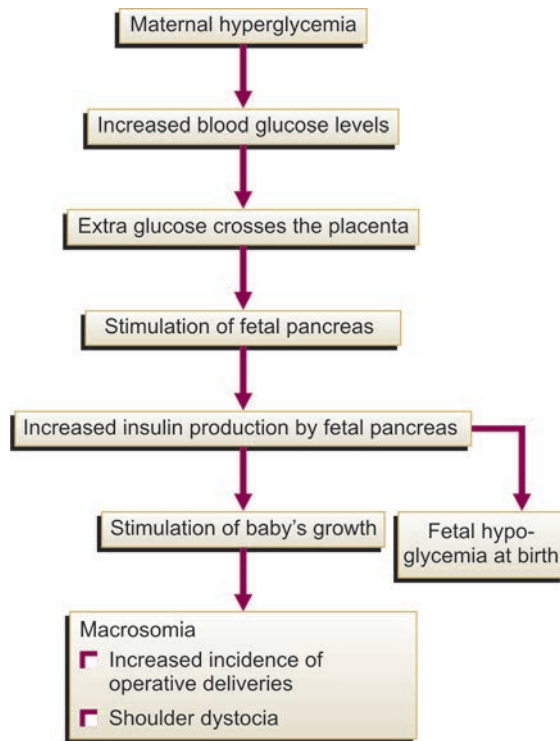 Maternal hyperglycemia
Increased blood glucose levels
Extra glucose crosses the placenta
Stimulation of fetal pancreas
Increased insulin production by fetal pancreas
Stimulation of baby's growth
Fetal hypo-
glycemia at birth
Macrosomia
Increased incidence of
operative deliveries
Shoulder dystocia